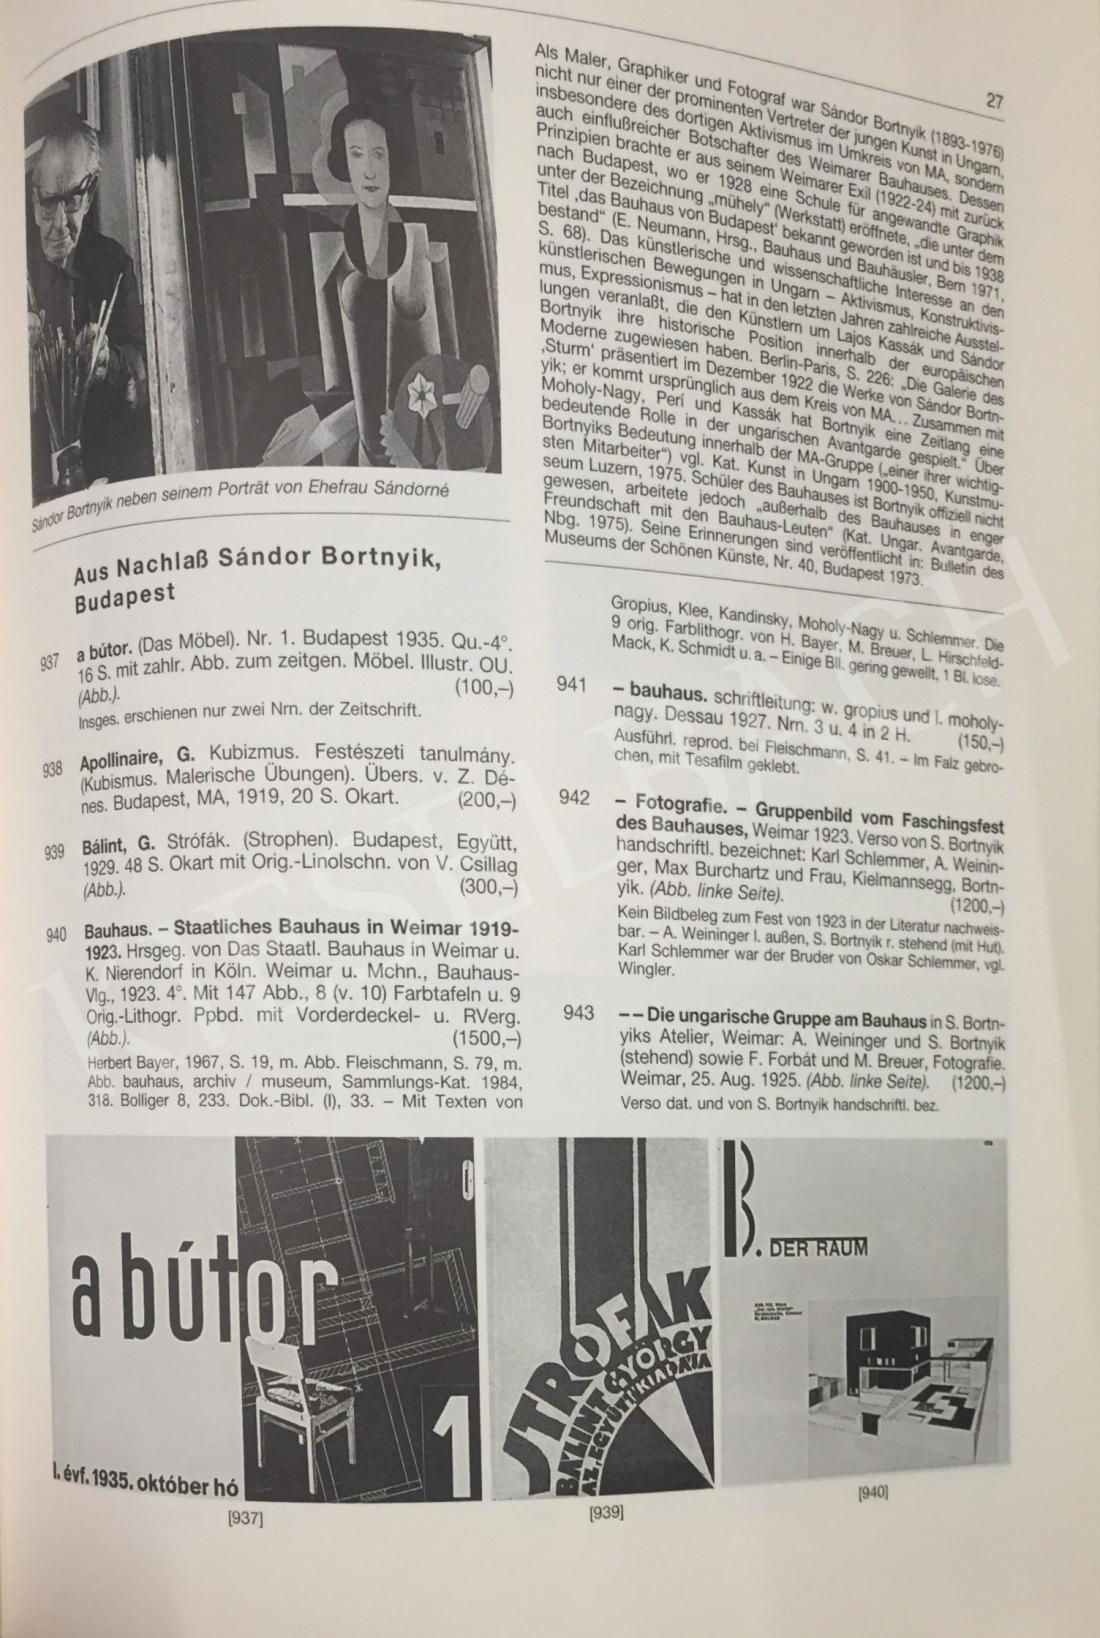 27
Sándor Bortnyik neben seinem Porträt von Ehefrau Sándorné
Als Maler, Graphiker und Fotograf war Sándor Bortnyik (1893-1976)
nicht nur einer der prominenten Vertreter der jungen Kunst in Ungarn,
insbesondere des dortigen Aktivismus im Umkreis von MA, sondern
auch einflußreicher Botschafter des Weimarer Bauhauses. Dessen
Prinzipien brachte er aus seinem Weimarer Exil (1922-24) mit zurück
nach Budapest, wo er 1928 eine Schule für angewandte Graphik
unter der Bezeichnung „mühely“ (Werkstatt) eröffnete, „die unter dem
Titel ‚das Bauhaus von Budapest‘ bekannt geworden ist und bis 1938
bestand“ (E. Neumann, Hrsg., Bauhaus und Bauhäusler, Bern 1971,
S. 68). Das künstlerische und wissenschaftliche Interesse an den
künstlerischen Bewegungen in Ungarn – Aktivismus, Konstruktivis-
mus, Expressionismus – hat in den letzten Jahren zahlreiche Ausstel-
lungen veranlaßt, die den Künstlern um Lajos Kassák und Sándor
Bortnyik ihre historische Position innerhalb der europäischen
Moderne zugewiesen haben. Berlin-Paris, S. 226: „Die Galerie des
‚Sturm‘ präsentiert im Dezember 1922 die Werke von Sándor Bortn-
yik; er kommt ursprünglich aus dem Kreis von MA... Zusammen mit
Moholy-Nagy, Perí und Kassák hat Bortnyik eine Zeitlang eine
bedeutende Rolle in der ungarischen Avantgarde gespielt.“ Über
Bortnyiks Bedeutung innerhalb der MA-Gruppe („einer ihrer wichtig-
sten Mitarbeiter“) vgl. Kat. Kunst in Ungarn 1900-1950, Kunstmu-
seum Luzern, 1975. Schüler des Bauhauses ist Bortnyik offiziell nicht
gewesen, arbeitete jedoch „außerhalb des Bauhauses in enger
Freundschaft mit den Bauhaus-Leuten“ (Kat. Ungar. Avantgarde,
Nbg. 1975). Seine Erinnerungen sind veröffentlicht in: Bulletin des
Museums der Schönen Künste, Nr. 40, Budapest 1973.
Aus Nachlaß Sándor Bortnyik,
Budapest
937 a bútor. (Das Möbel). Nr. 1. Budapest 1935. Qu.-4°.
16 S. mit zahlr. Abb. zum zeitgen. Möbel. Illustr. OU.
(Abb.). (100,–)
Insges. erschienen nur zwei Nrn. der Zeitschrift.
938 Apollinaire, G. Kubizmus. Festészeti tanulmány.
(Kubismus. Malerische Übungen). Übers. v. Z. Dé-
nes. Budapest, MA, 1919, 20 S. Okart. (200,–)
939 Bálint, G. Strófák. (Strophen). Budapest, Együtt,
1929. 48 S. Okart mit Orig.-Linolschn. von V. Csillag
(Abb.). (300,–)
940 Bauhaus. – Staatliches Bauhaus in Weimar 1919-
1923. Hrsgeg. von Das Staatl. Bauhaus in Weimar u.
K. Nierendorf in Köln. Weimar u. Mchn., Bauhaus-
Vlg., 1923. 4°. Mit 147 Abb., 8 (v. 10) Farbtafeln u. 9
Orig.-Lithogr. Ppbd. mit Vorderdeckel- u. RVerg.
(Abb.). (1500,–)
Herbert Bayer, 1967, S. 19, m. Abb. Fleischmann, S. 79, m.
Abb. bauhaus, archiv / museum, Sammlungs-Kat. 1984,
318. Bolliger 8, 233. Dok.-Bibl. (I), 33. – Mit Texten von
Gropius, Klee, Kandinsky, Moholy-Nagy u. Schlemmer. Die
9 orig. Farblithogr. von H. Bayer, M. Breuer, L. Hirschfeld-
Mack, K. Schmidt u. a. – Einige Bll. gering gewellt, 1 Bl. lose.
941 – bauhaus. schriftleitung: w. gropius und l. moholy-
nagy. Dessau 1927. Nrn. 3 u. 4 in 2 H. (150,–)
Ausführl. reprod. bei Fleischmann, S. 41. – Im Falz gebro-
chen, mit Tesafilm geklebt.
942 – Fotografie. – Gruppenbild vom Faschingsfest
des Bauhauses, Weimar 1923. Verso von S. Bortnyik
handschriftl. bezeichnet: Karl Schlemmer, A. Weinin-
ger, Max Burchartz und Frau, Kielmannsegg, Bortn-
yik. (Abb. linke Seite). (1200,–)
Kein Bildbeleg zum Fest von 1923 in der Literatur nachweis-
bar. – A. Weininger l. außen, S. Bortnyik r. stehend (mit Hut).
Karl Schlemmer war der Bruder von Oskar Schlemmer, vgl.
Wingler.
943 – – Die ungarische Gruppe am Bauhaus in S. Bortn-
yiks Atelier, Weimar: A. Weininger und S. Bortnyik
(stehend) sowie F. Forbát und M. Breuer, Fotografie.
Weimar, 25. Aug. 1925. (Abb. linke Seite). (1200,–)
Verso dat. und von S. Bortnyik handschriftl. bez.
a bútor
1
I. évf. 1935. október hó
[937]
STRÓFÁK
BÁLINT GYÖRGY
AZ EGYÜTT KIADÁSA
[939]
B. DER RAUM
[940]
KIESELBACH